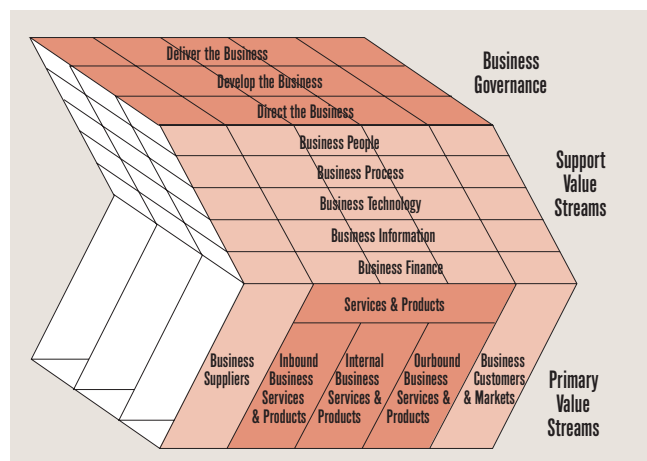 Deliver the Business
Develop the Business
Direct the Business
Business
Governance
Business People
Business Process
Business Technology
Business Information
Business Finance
Support
Value
Streams
Services & Products
Business
Suppliers
Inbound
Business
Services
& Products
Internal
Business
Services &
Products
Ourbound
Business
Services &
Products
Business
Customers
& Markets
Primary
Value
Streams